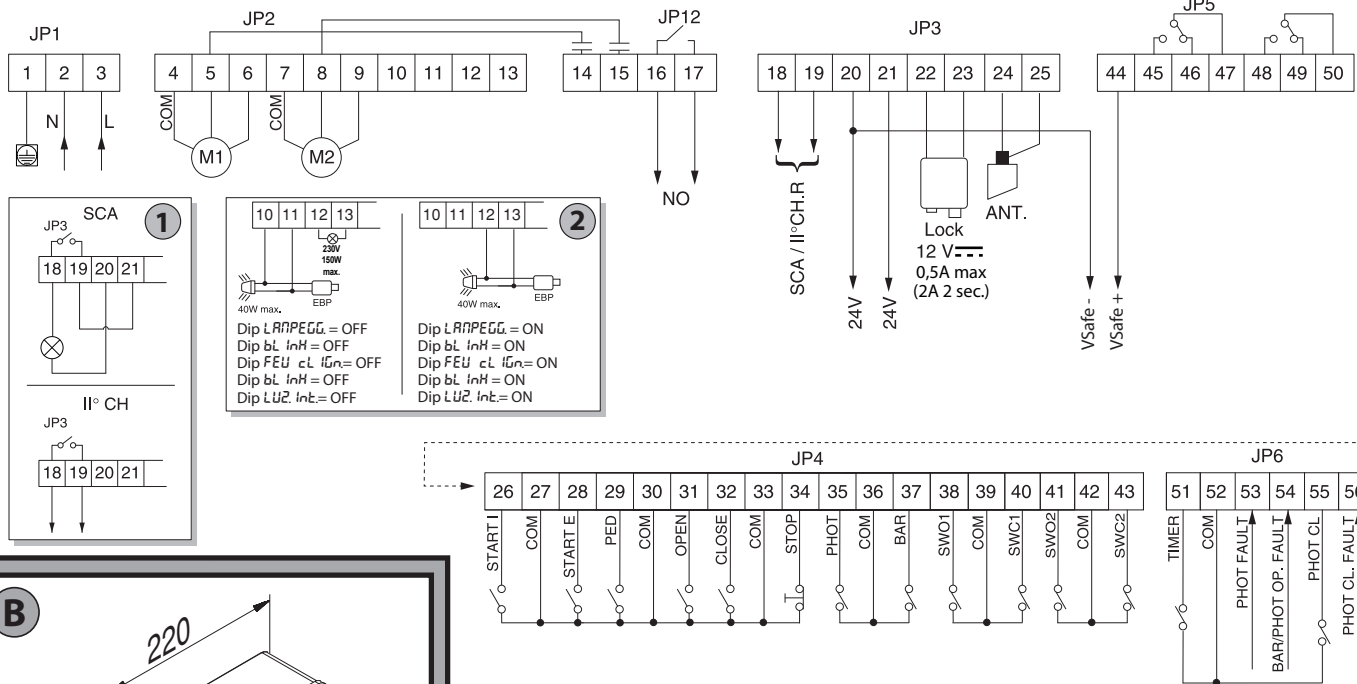 JP1
1 2 3
N L
JP2
4 5 6 7 8 9 10 11 12 13
COM
COM
M1
M2
JP12
14 15 16 17
NO
JP3
18 19 20 21 22 23 24 25
SCA / II°CH.R
24V
24V
Lock
12 V
0,5A max
(2A 2 sec.)
ANT.
VSafe -
VSafe +
JP5
44 45 46 47 48 49 50
1
SCA
JP3
18 19 20 21
II° CH
JP3
18 19 20 21
2
10 11 12 13
230V
150W
max.
40W max.
EBP
Dip LAMPEGG. = OFF
Dip bL InH = OFF
Dip FEU cL IGn.= OFF
Dip bL InH = OFF
Dip LUZ. Int.= OFF
10 11 12 13
40W max.
EBP
Dip LAMPEGG. = ON
Dip bL InH = ON
Dip FEU cL IGn.= ON
Dip bL InH = ON
Dip LUZ. Int.= ON
JP4
26 27 28 29 30 31 32 33 34 35 36 37 38 39 40 41 42 43
START I
COM
START E
PED
COM
OPEN
CLOSE
COM
STOP
PHOT
COM
BAR
SWO1
COM
SWC1
SWO2
COM
SWC2
JP6
51 52 53 54 55
TIMER
COM
PHOT FAULT
BAR/PHOT OP. FAULT
PHOT CL
PHOT CL. FAULT
B
220